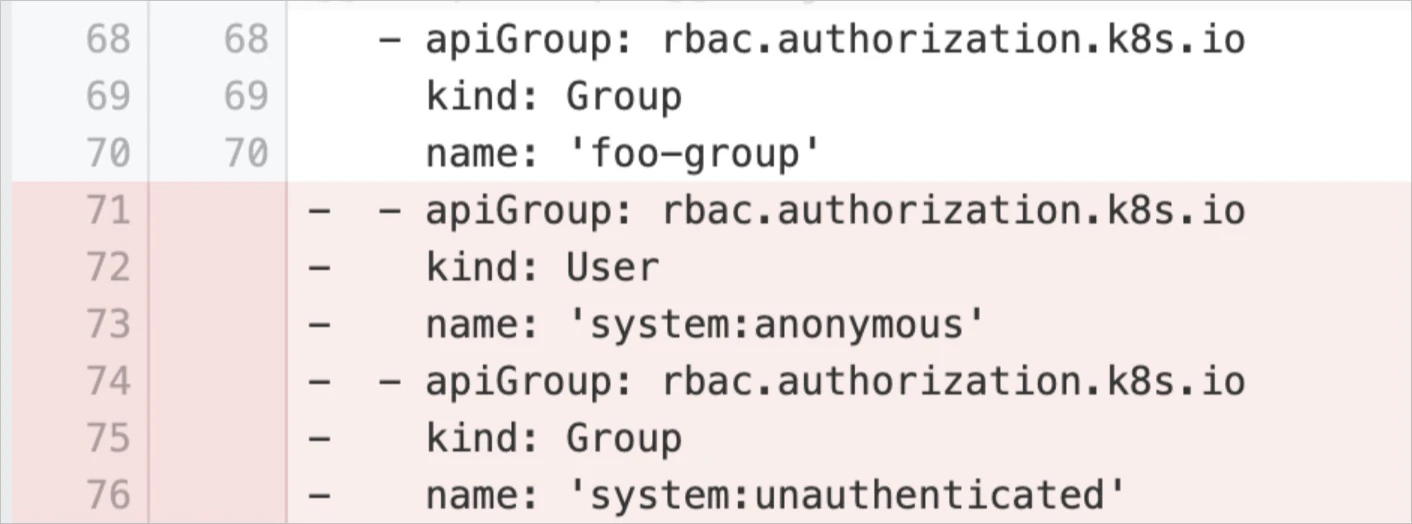 68 68 - apiGroup: rbac.authorization.k8s.io
69 69 kind: Group
70 70 name: 'foo-group'
71 - - apiGroup: rbac.authorization.k8s.io
72 - kind: User
73 - name: 'system:anonymous'
74 - - apiGroup: rbac.authorization.k8s.io
75 - kind: Group
76 - name: 'system:unauthenticated'